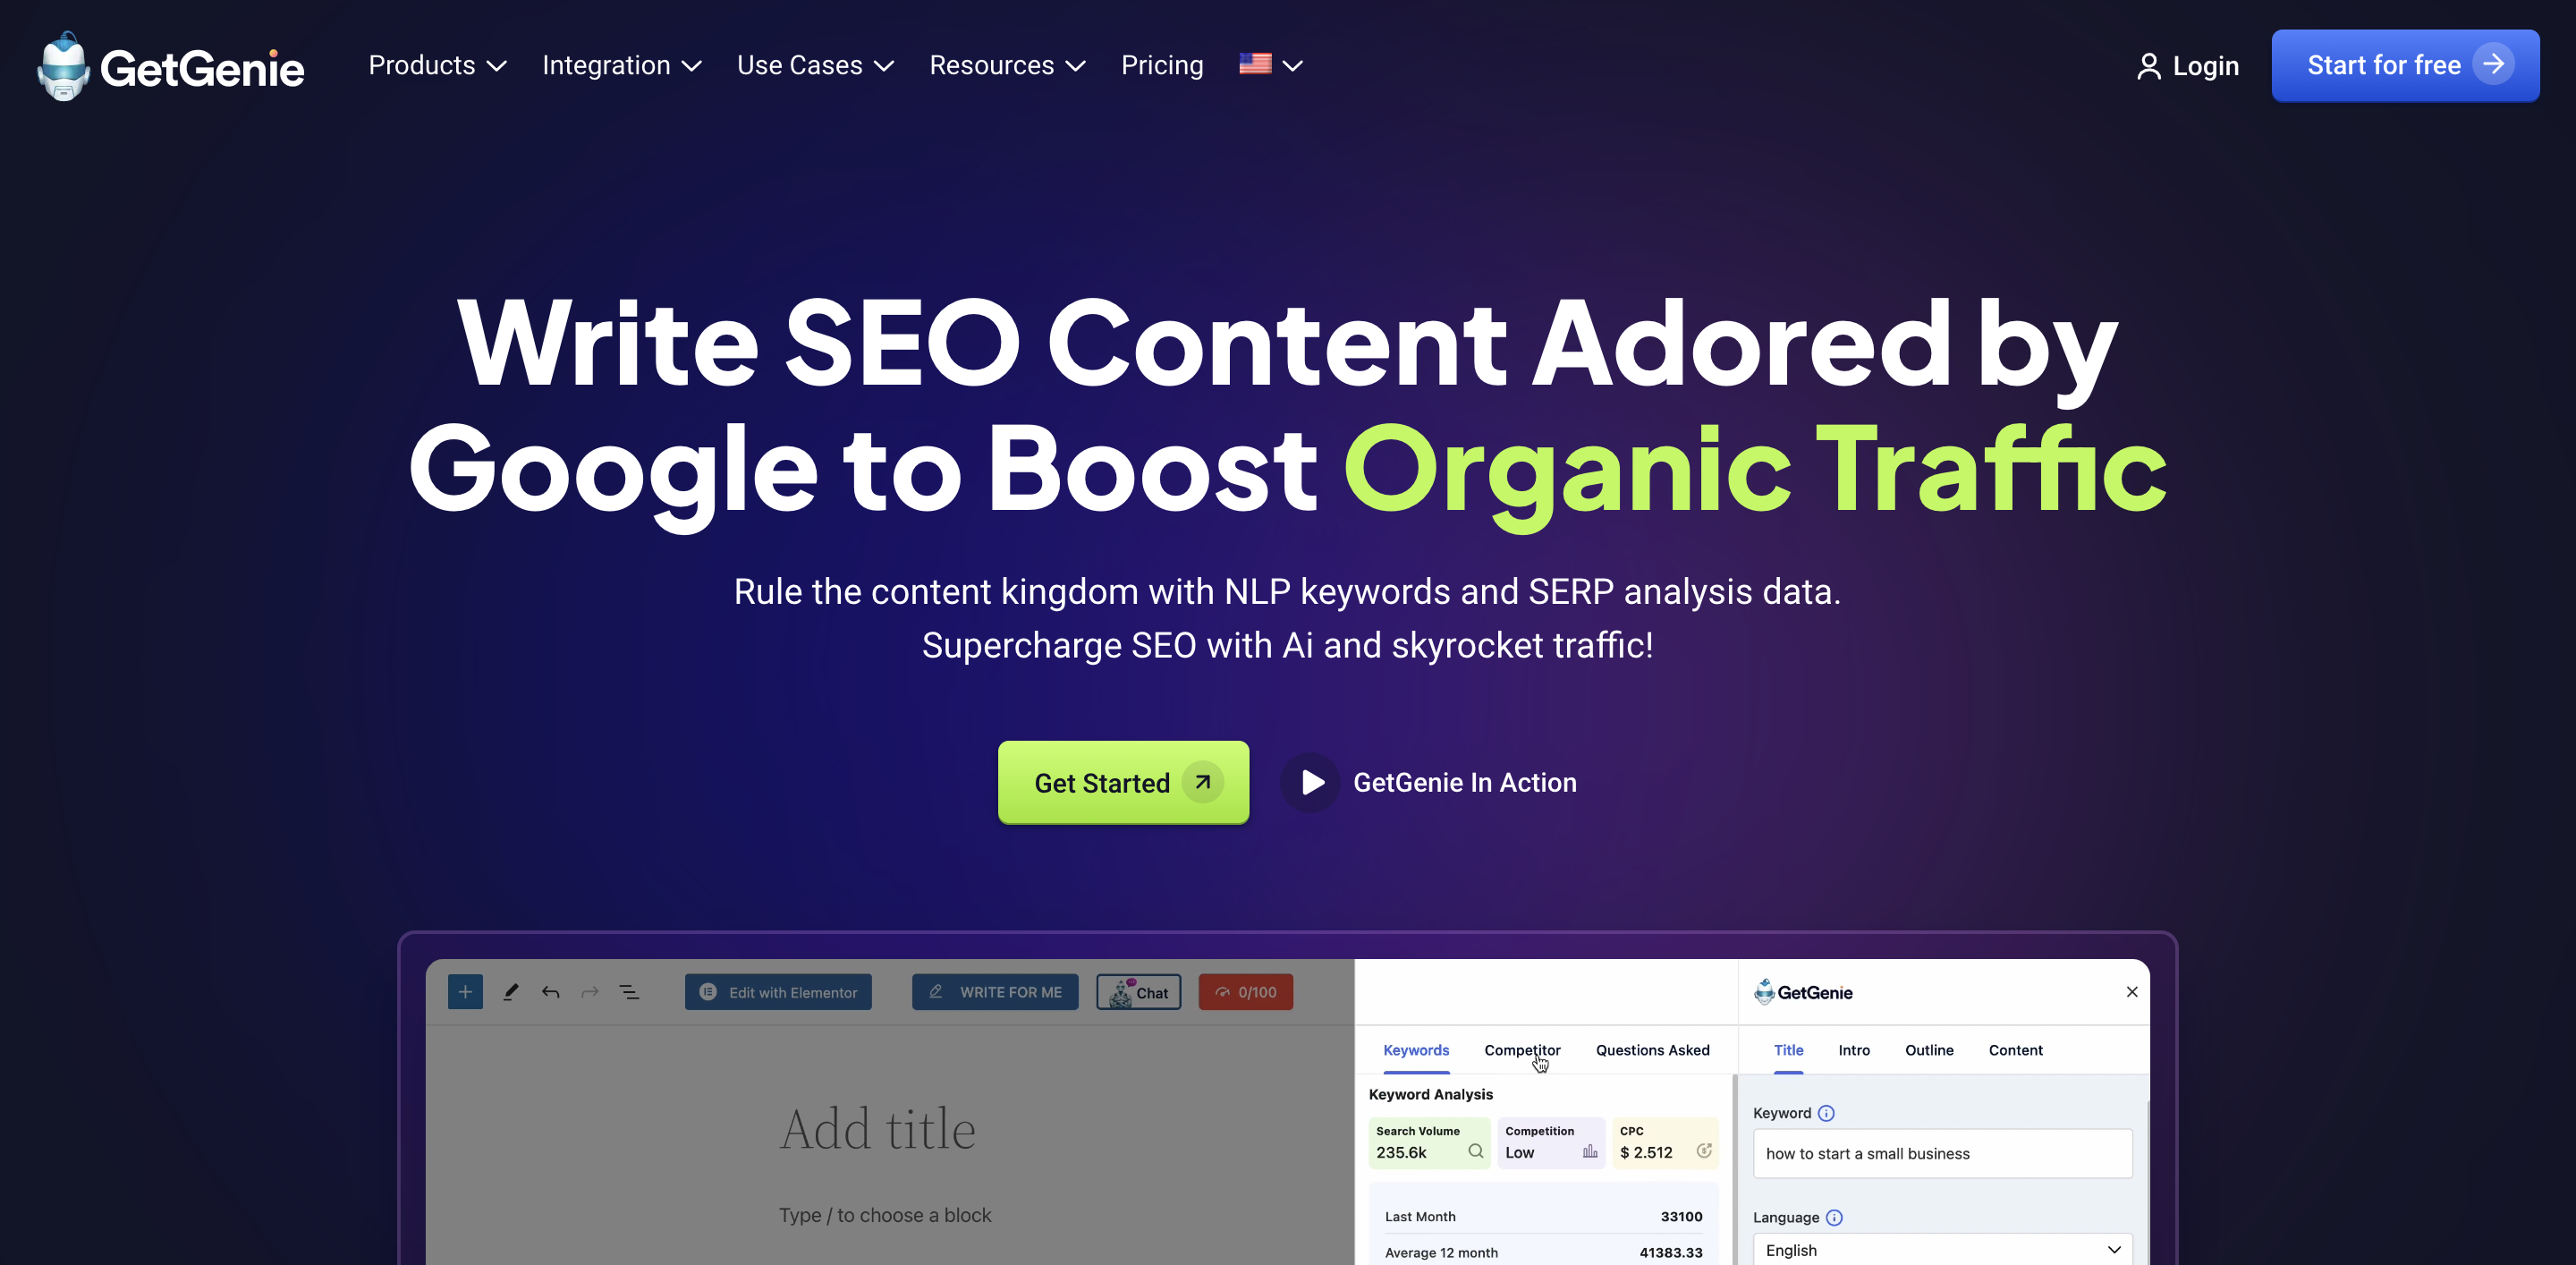 GetGenie
Products
Integration
Use Cases
Resources
Pricing
Login
Start for free
Write SEO Content Adored by
Google to Boost Organic Traffic
Rule the content kingdom with NLP keywords and SERP analysis data.
Supercharge SEO with Ai and skyrocket traffic!
Get Started
GetGenie In Action
Edit with Elementor
WRITE FOR ME
Chat
0/100
Add title
Type / to choose a block
Keywords
Competitor
Questions Asked
Keyword Analysis
Search Volume
235.6k
Competition
Low
CPC
$ 2.512
Last Month
33100
Average 12 month
41383.33
GetGenie
Title
Intro
Outline
Content
Keyword
how to start a small business
Language
English